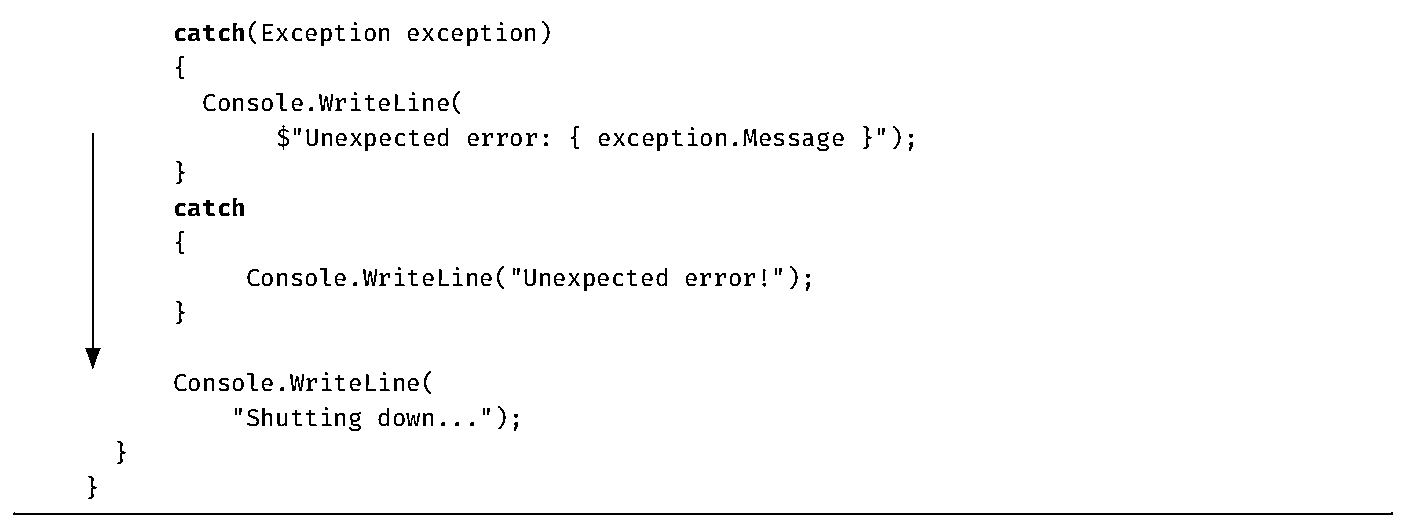 catch(Exception exception)
{
Console.WriteLine(
$"Unexpected error: { exception.Message }");
}
catch
{
Console.WriteLine("Unexpected error!");
}
Console.WriteLine(
"Shutting down...");
}
}